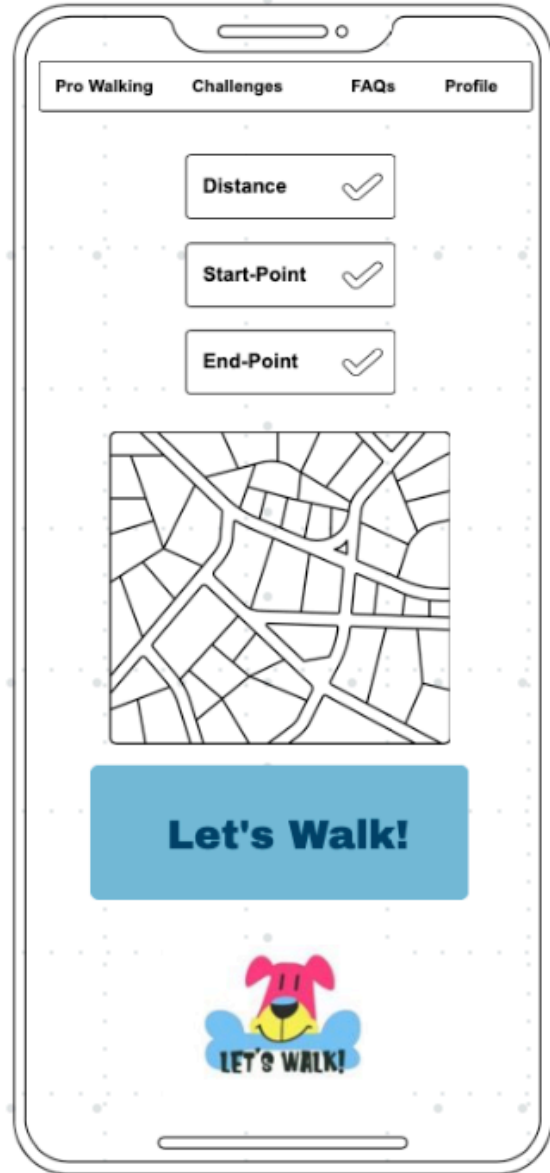 Pro Walking Challenges FAQs Profile
Distance
Start-Point
End-Point
Let's Walk!
LET'S WALK!